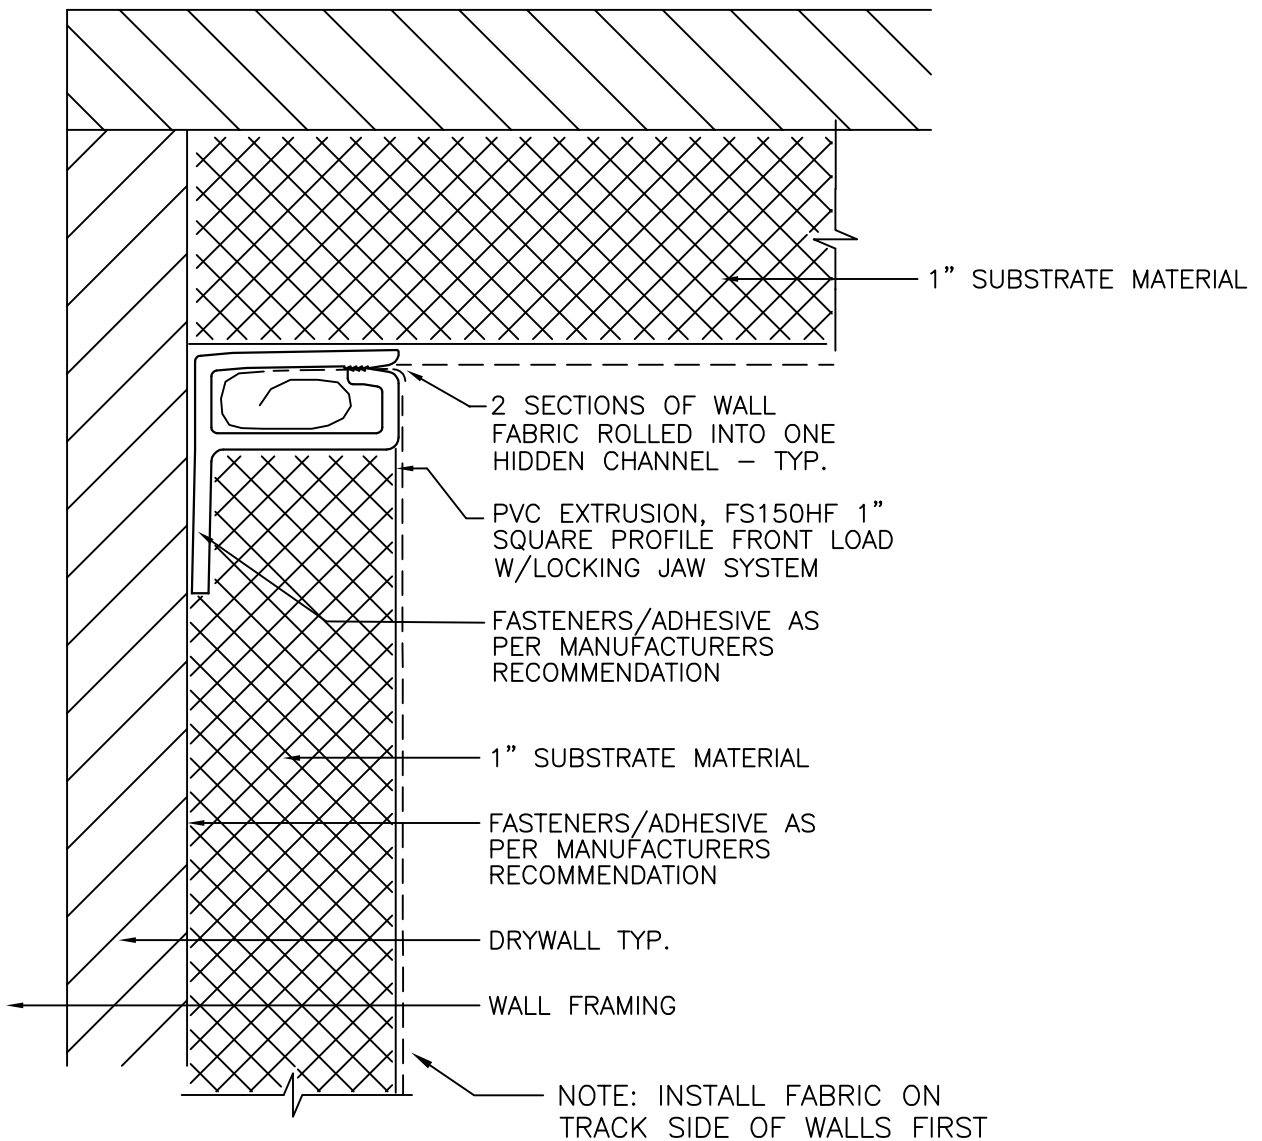 1” SUBSTRATE MATERIAL
2 SECTIONS OF WALL
FABRIC ROLLED INTO ONE
HIDDEN CHANNEL – TYP.
PVC EXTRUSION, FS150HF 1”
SQUARE PROFILE FRONT LOAD
W/LOCKING JAW SYSTEM
FASTENERS/ADHESIVE AS
PER MANUFACTURERS
RECOMMENDATION
1” SUBSTRATE MATERIAL
FASTENERS/ADHESIVE AS
PER MANUFACTURERS
RECOMMENDATION
DRYWALL TYP.
WALL FRAMING
NOTE: INSTALL FABRIC ON
TRACK SIDE OF WALLS FIRST